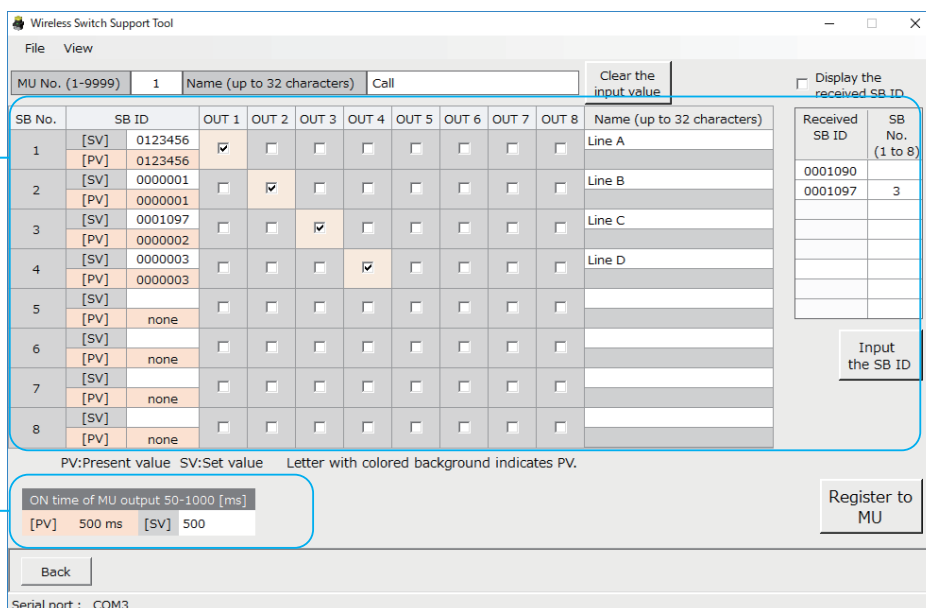 Wireless Switch Support Tool
File View
MU No. (1-9999) 1 Name (up to 32 characters) Call
Clear the
input value
Display the
received SB ID
SB No. SB ID OUT 1 OUT 2 OUT 3 OUT 4 OUT 5 OUT 6 OUT 7 OUT 8 Name (up to 32 characters)
1 [SV] 0123456 Line A
[PV] 0123456
2 [SV] 0000001 Line B
[PV] 0000001
3 [SV] 0001097 Line C
[PV] 0000002
4 [SV] 0000003 Line D
[PV] 0000003
5 [SV]
[PV] none
6 [SV]
[PV] none
7 [SV]
[PV] none
8 [SV]
[PV] none
Received
SB ID
SB
No.
(1 to 8)
0001090
0001097 3
Input
the SB ID
PV:Present value SV:Set value Letter with colored background indicates PV.
ON time of MU output 50-1000 [ms]
[PV] 500 ms [SV] 500
Register to
MU
Back
Serial port : COM3